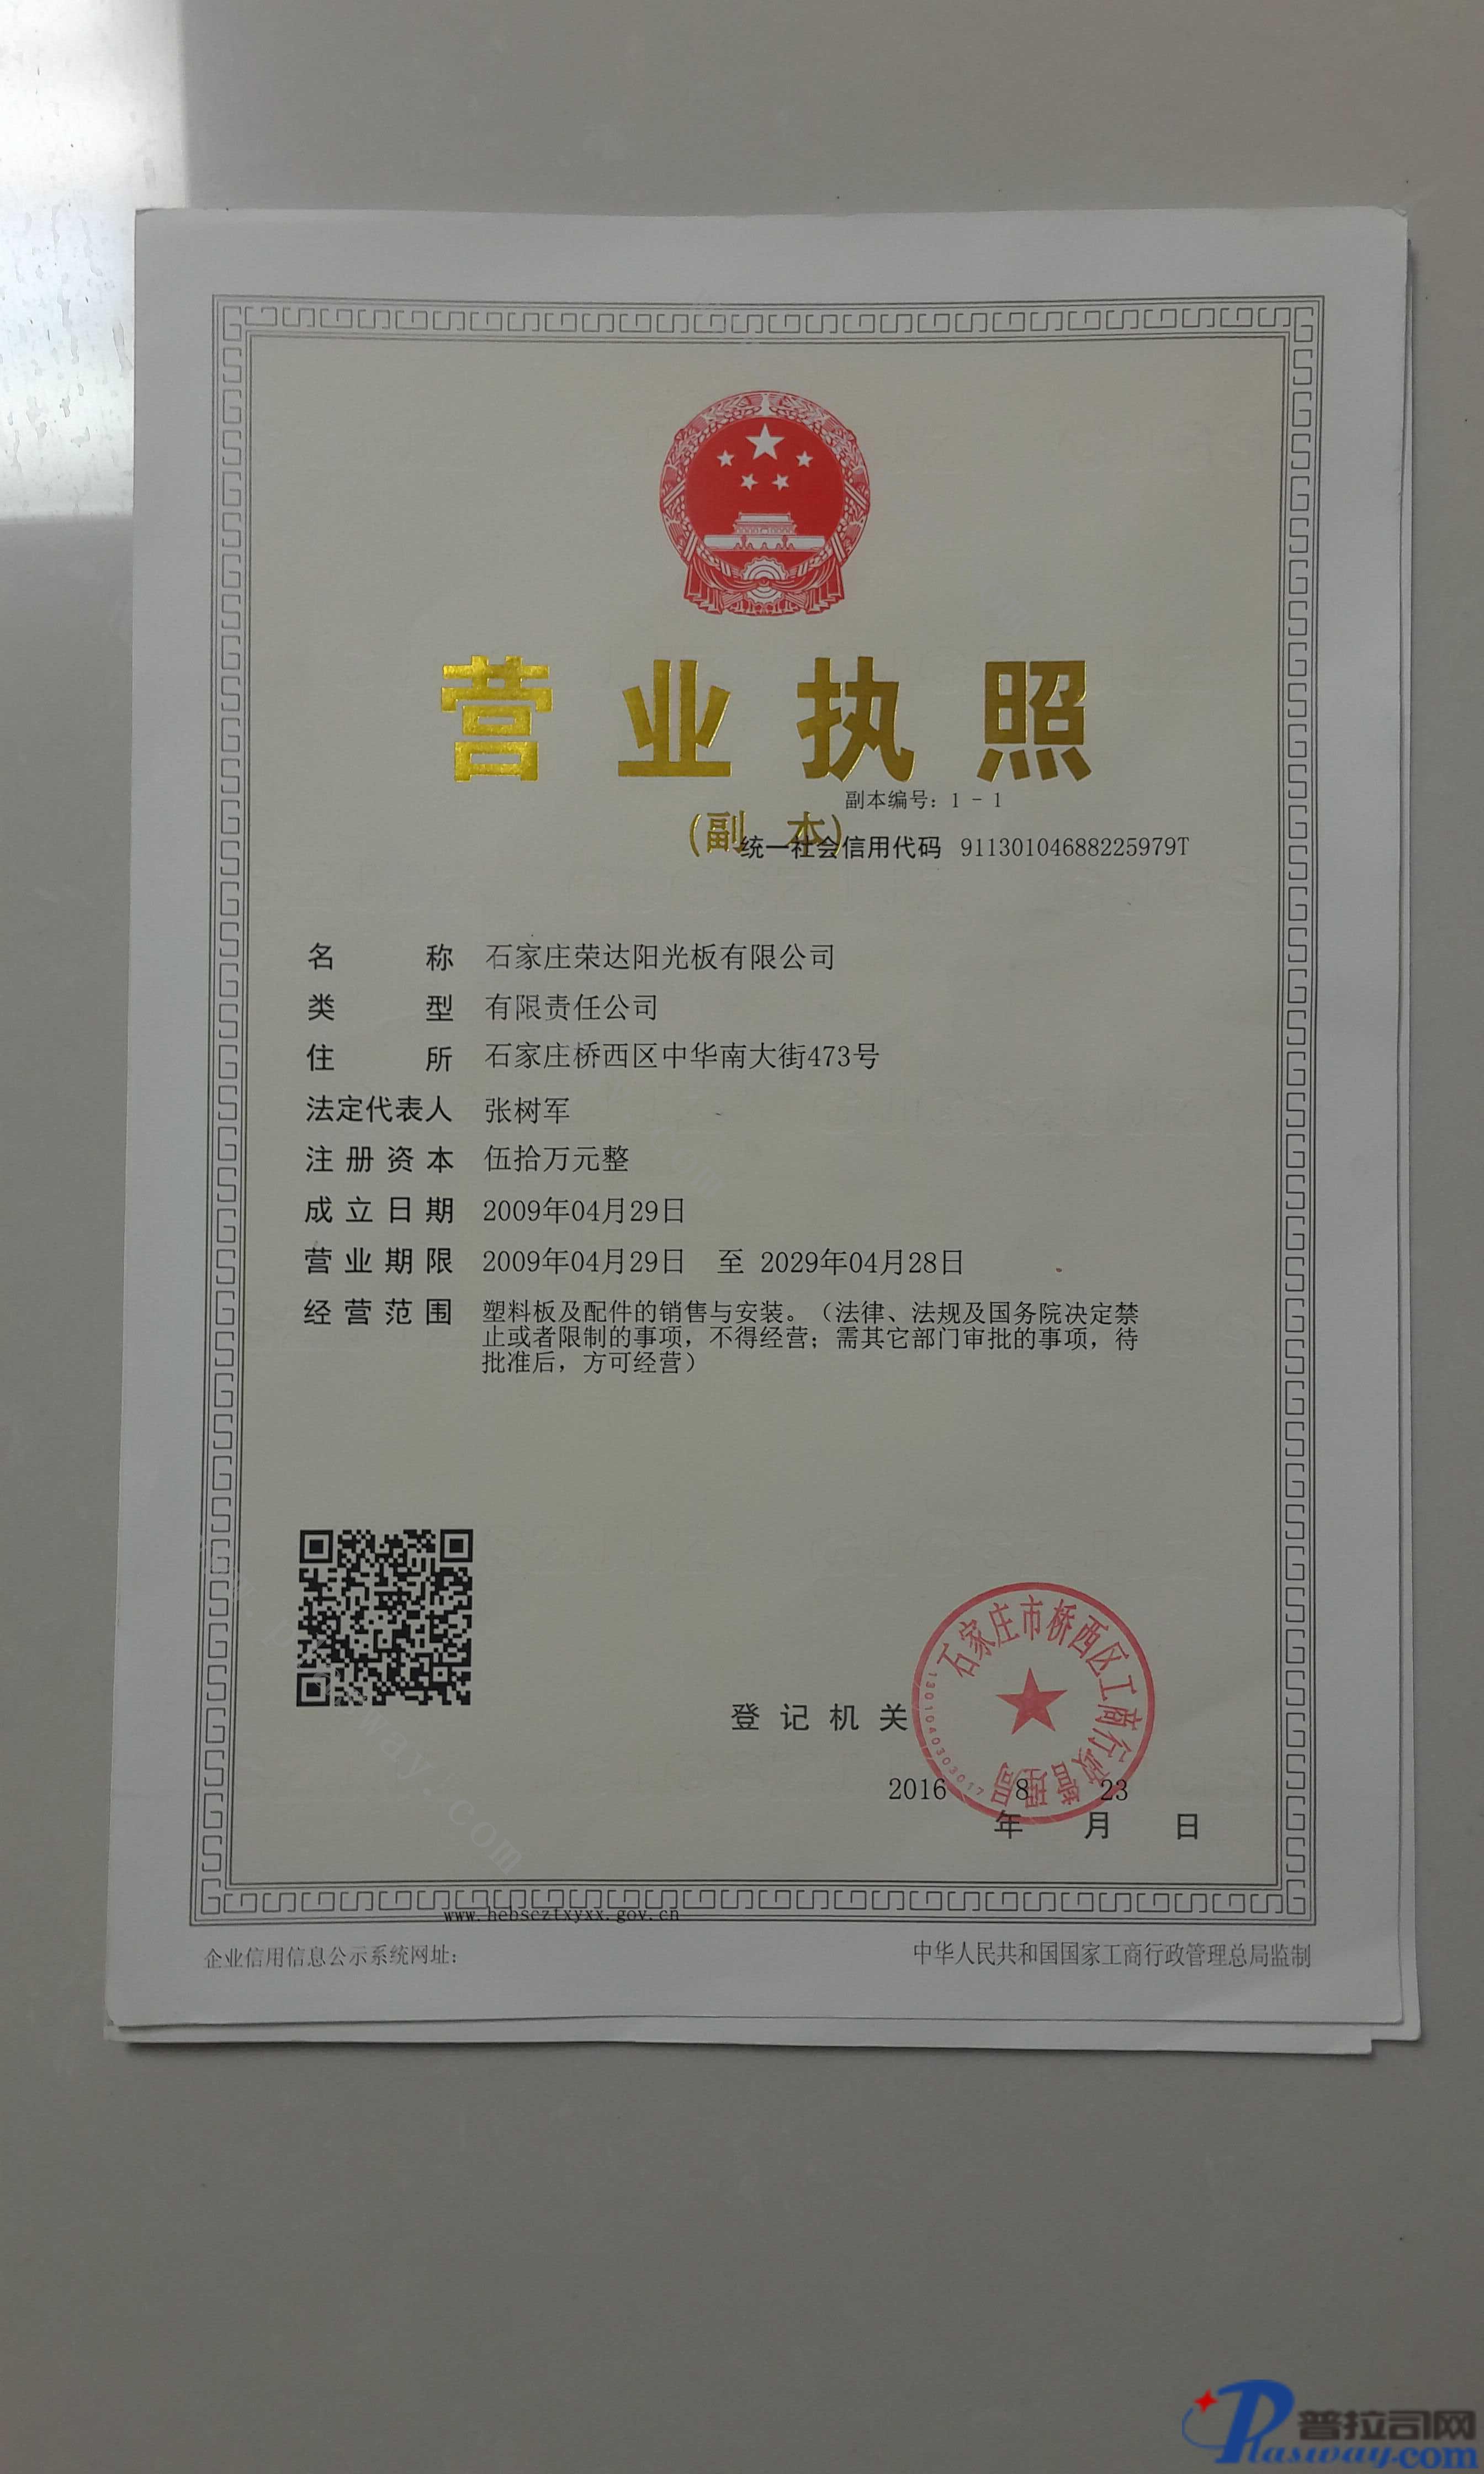 营业执照
副本编号：1－1
(副 本)
统一社会信用代码 91130104688225979T
名称 石家庄荣达阳光板有限公司
类型 有限责任公司
住所 石家庄桥西区中华南大街473号
法定代表人 张树军
注册资本 伍拾万元整
成立日期 2009年04月29日
营业期限 2009年04月29日 至 2029年04月28日
经营范围 塑料板及配件的销售与安装。（法律、法规及国务院决定禁
止或者限制的事项，不得经营；需其它部门审批的事项，待
批准后，方可经营）
登记机关
石家庄市桥西区工商行政管理局
1301040303017
2016 8 23
年 月 日
www.hebscztxyxx.gov.cn
企业信用信息公示系统网址：
中华人民共和国国家工商行政管理总局监制
普拉司网
Plasway.com